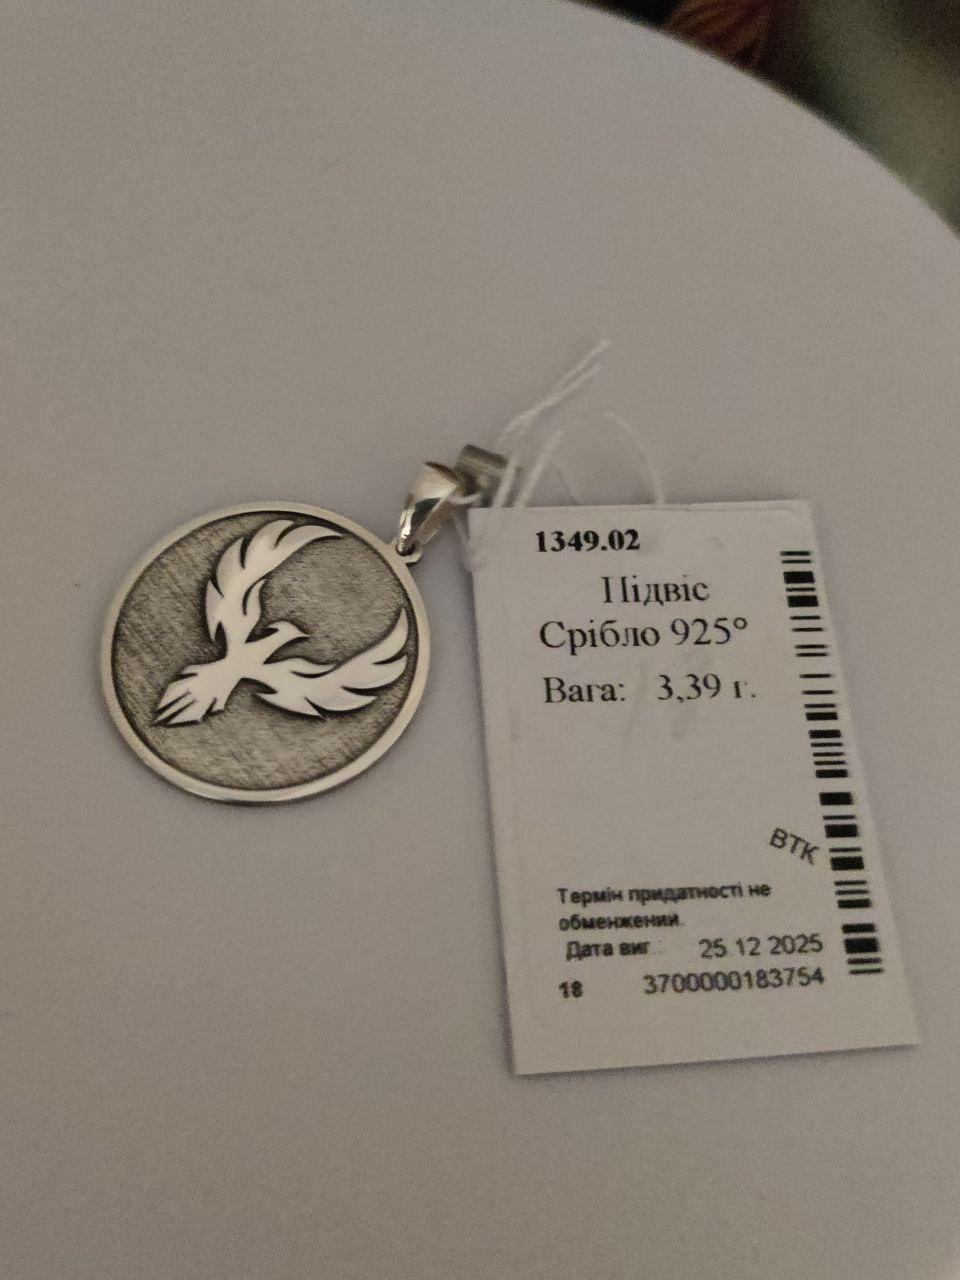 1349.02
Підвіс
Срібло 925°
Вага: 3,39 г.
ВТК
Термін придатності не
обменжений.
Дата виг.: 25.12.2025
18 3700000183754